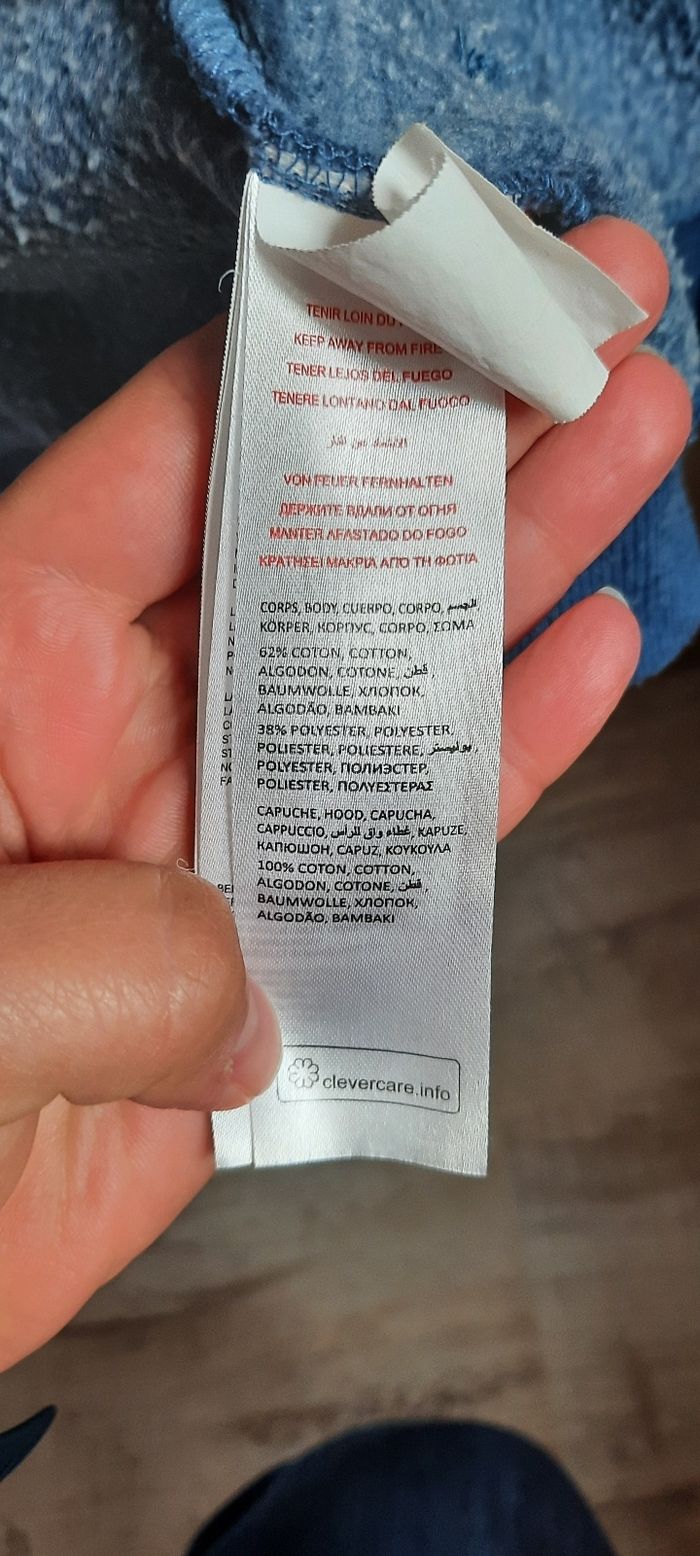 TENIR LOIN DU
KEEP AWAY FROM FIRE
TENER LEJOS DEL FUEGO
TENERE LONTANO DAL FUOCO
VON FEUER FERNHALTEN
ДЕРЖИТЕ ВДАЛИ ОТ ОГНЯ
MANTER AFASTADO DO FOGO
ΚΡΑΤΗΣΕΙ ΜΑΚΡΙΑ ΑΠΟ ΤΗ ΦΩΤΙΑ
CORPS, BODY, CUERPO, CORPO, الجسم,
KÖRPER, КОРПУС, CORPO, ΣΩΜΑ
62% COTON, COTTON,
ALGODON, COTONE, قطن,
BAUMWOLLE, ХЛОПОК,
ALGODÃO, BAMBAKI
38% POLYESTER, POLYESTER,
POLIESTER, POLIESTERE, بوليستر,
POLYESTER, ПОЛИЭСТЕР,
POLIESTER, ΠΟΛΥΕΣΤΕΡΑΣ
CAPUCHE, HOOD, CAPUCHA,
CAPPUCCIO, غطاء واق للرأس, KAPUZE,
КАПЮШОН, CAPUZ, ΚΟΥΚΟΥΛΑ
100% COTON, COTTON,
ALGODON, COTONE, قطن,
BAUMWOLLE, ХЛОПОК,
ALGODÃO, BAMBAKI
clevercare.info